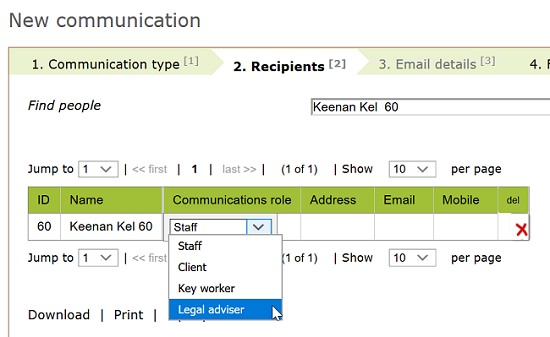 New communication
1. Communication type [1] 2. Recipients [2] 3. Email details [3] 4.
Find people Keenan Kel 60
Jump to 1 | << first | 1 | last >> | (1 of 1) | Show 10 per page
ID Name Communications role Address Email Mobile del
60 Keenan Kel 60 Staff
Staff
Client
Key worker
Legal adviser
Jump to 1 | << first (1 of 1) | Show 10 per page
Download | Print |